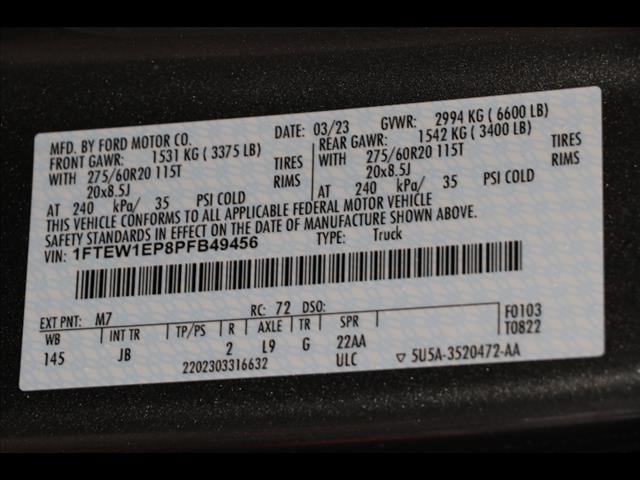 MFD. BY FORD MOTOR CO. DATE: 03/23 GVWR: 2994 KG ( 6600 LB)
FRONT GAWR: 1531 KG ( 3375 LB) REAR GAWR: 1542 KG ( 3400 LB)
WITH 275/60R20 115T TIRES WITH 275/60R20 115T TIRES
20x8.5J RIMS 20x8.5J RIMS
AT 240 kPa/ 35 PSI COLD AT 240 kPa/ 35 PSI COLD
THIS VEHICLE CONFORMS TO ALL APPLICABLE FEDERAL MOTOR VEHICLE
SAFETY STANDARDS IN EFFECT ON THE DATE OF MANUFACTURE SHOWN ABOVE.
VIN: 1FTEW1EP8PFB49456 TYPE: Truck
EXT PNT: M7 RC: 72 DSO: F0103
WB INT TR TP/PS R AXLE TR SPR T0822
145 JB 2 L9 G 22AA
2202303316632 ULC ▽ 5U5A-3520472-AA